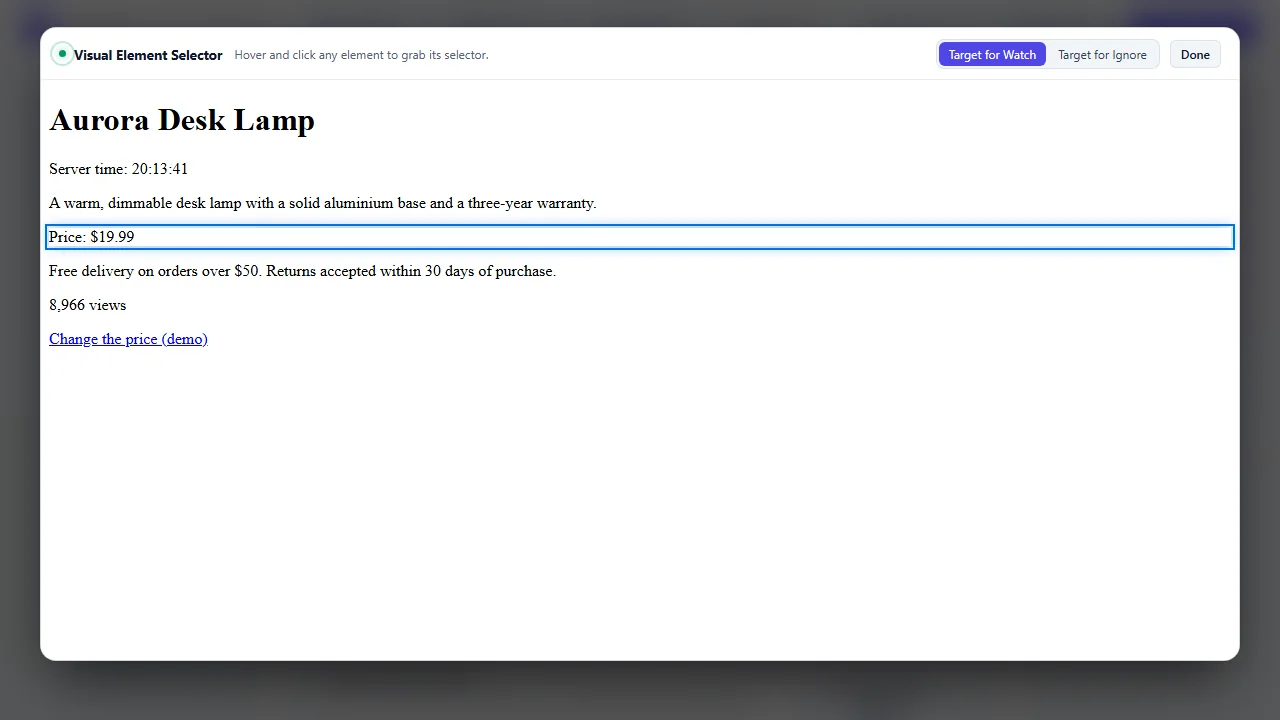 Visual Element Selector Hover and click any element to grab its selector. Target for Watch Target for Ignore Done
Aurora Desk Lamp
Server time: 20:13:41
A warm, dimmable desk lamp with a solid aluminium base and a three-year warranty.
Price: $19.99
Free delivery on orders over $50. Returns accepted within 30 days of purchase.
8,966 views
Change the price (demo)